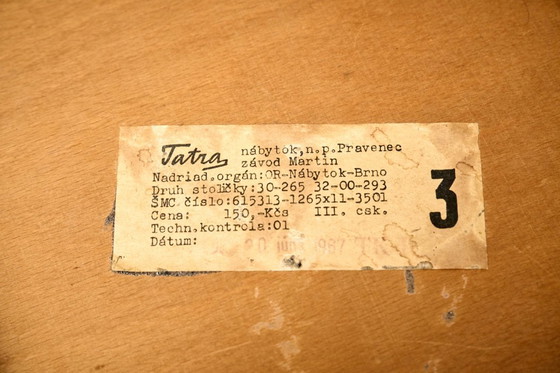 Tatra nábytok,n.p.Pravenec
závod Martin
Nadriad.orgán:OR-Nábytok-Brno
Druh stoličky:30-265 32-00-293
ŠMC číslo:615313-1265x11-3501
Cena: 150,-Kčs III. csk.
Techn.kontrola:01
Dátum:
3